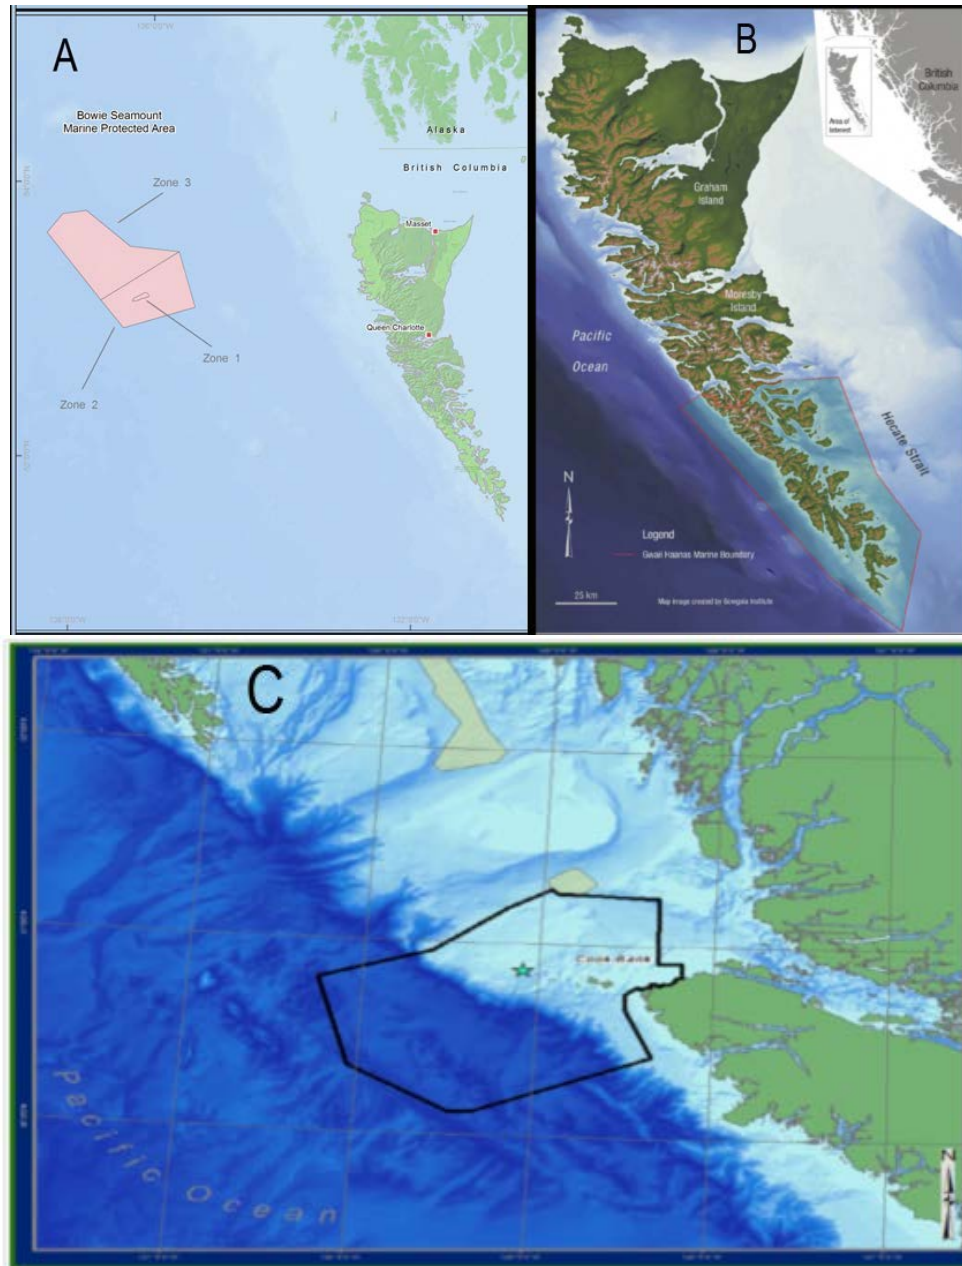 A
Bowie Seamount
Marine Protected Area
Zone 3
Zone 1
Zone 2
Alaska
British Columbia
Masset
Queen Charlotte
B
British
Columbia
Area of
Interest
Graham
Island
Moresby
Island
Pacific
Ocean
Hecate Strait
N
Legend
Gwaii Haanas Marine Boundary
25 km
Map image created by Gowgaia Institute
C
Pacific Ocean
N